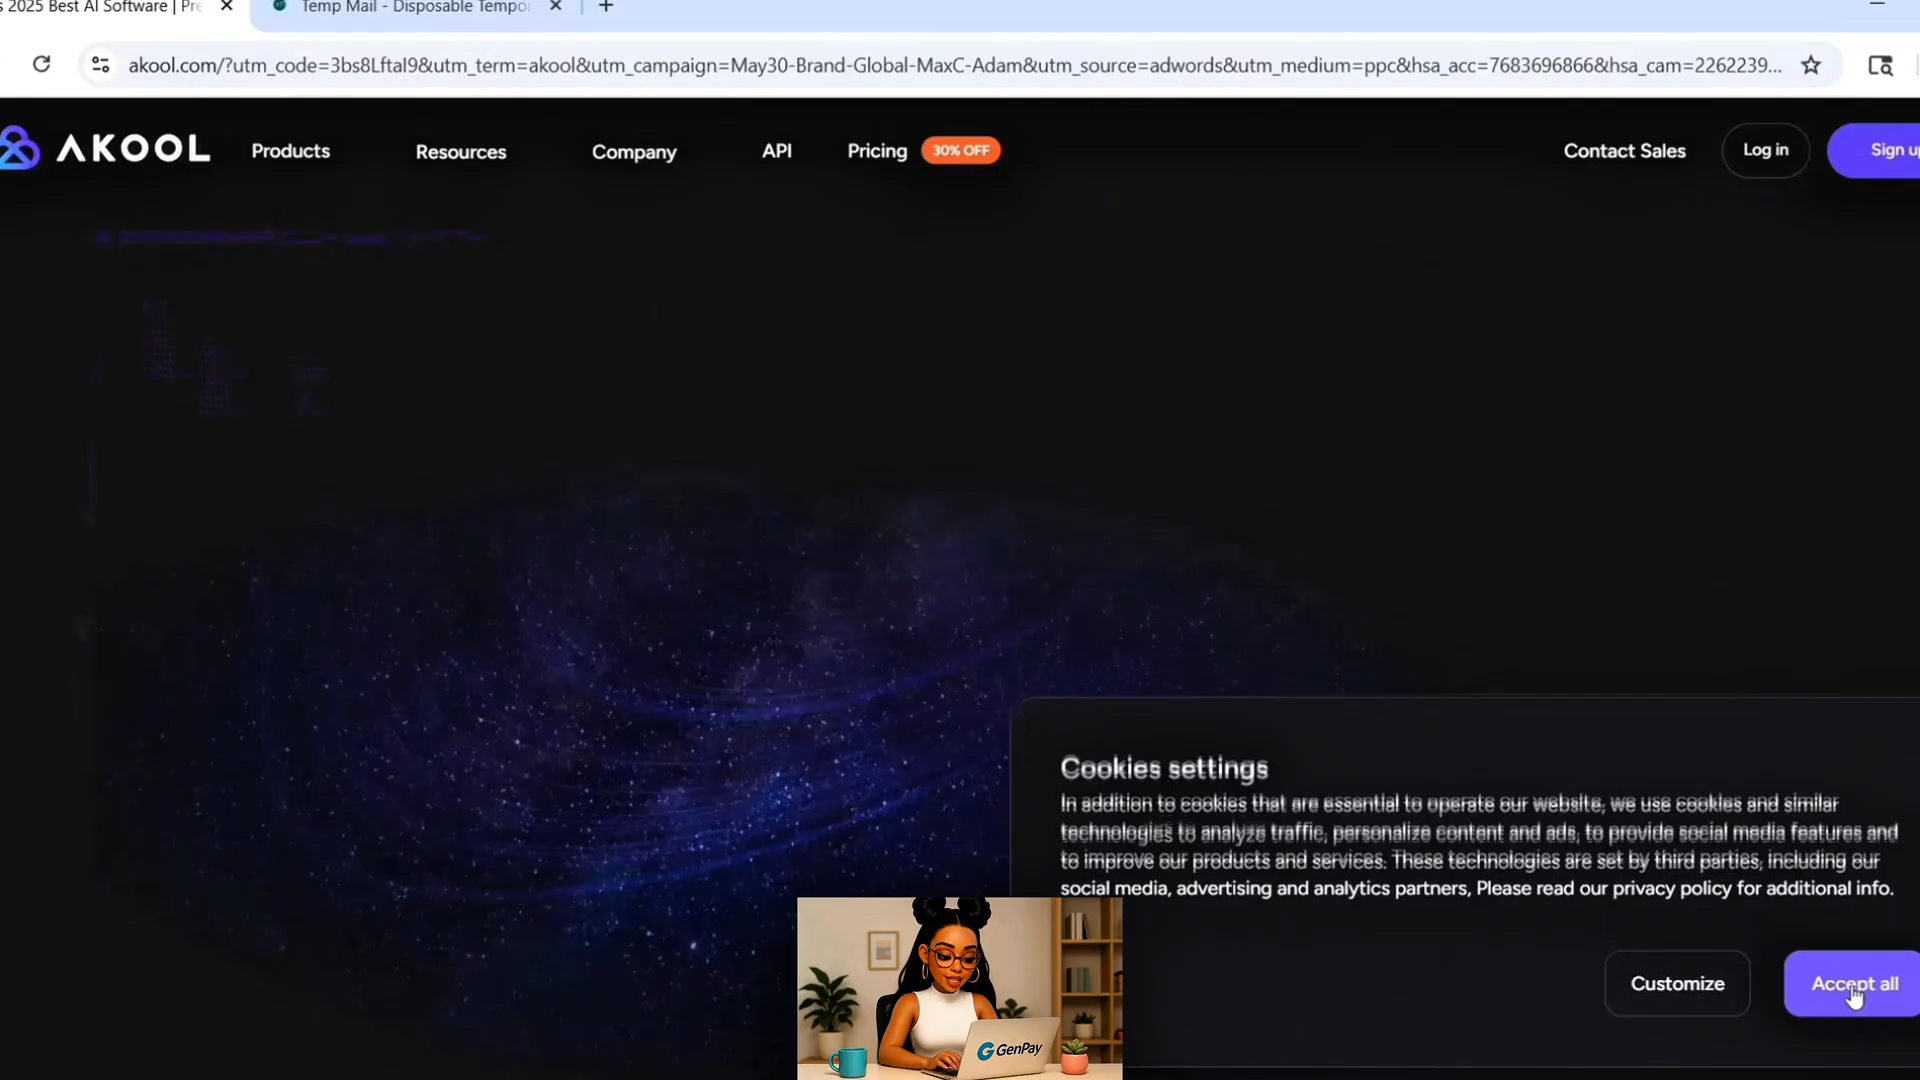 s 2025 Best AI Software | Pre
Temp Mail - Disposable Tempor
akool.com/?utm_code=3bs8LftaI9&utm_term=akool&utm_campaign=May30-Brand-Global-MaxC-Adam&utm_source=adwords&utm_medium=ppc&hsa_acc=7683696866&hsa_cam=2262239...
AKOOL
Products
Resources
Company
API
Pricing
30% OFF
Contact Sales
Log in
Sign u
Cookies settings
In addition to cookies that are essential to operate our website, we use cookies and similar
technologies to analyze traffic, personalize content and ads, to provide social media features and
to improve our products and services. These technologies are set by third parties, including our
social media, advertising and analytics partners, Please read our privacy policy for additional info.
Customize
Accept all
GenPay